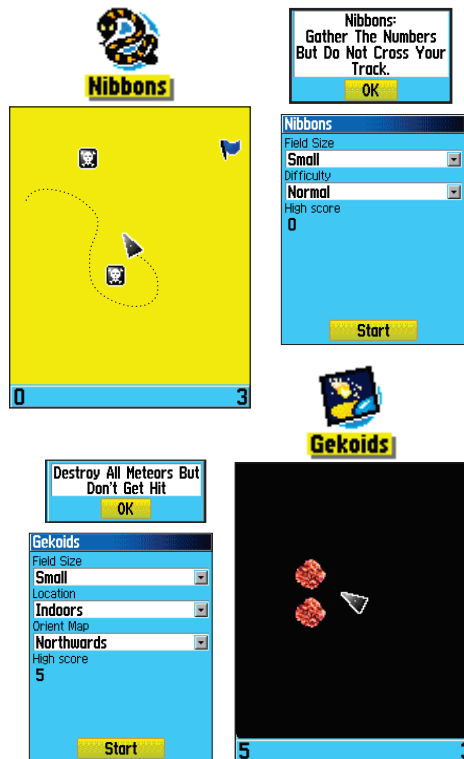 Nibbons
Nibbons:
Gather The Numbers
But Do Not Cross Your
Track.
OK
0 3
Nibbons
Field Size
Small
Difficulty
Normal
High score
0
Start
Gekoids
Destroy All Meteors But
Don't Get Hit
OK
Gekoids
Field Size
Small
Location
Indoors
Orient Map
Northwards
High score
5
Start
5 3